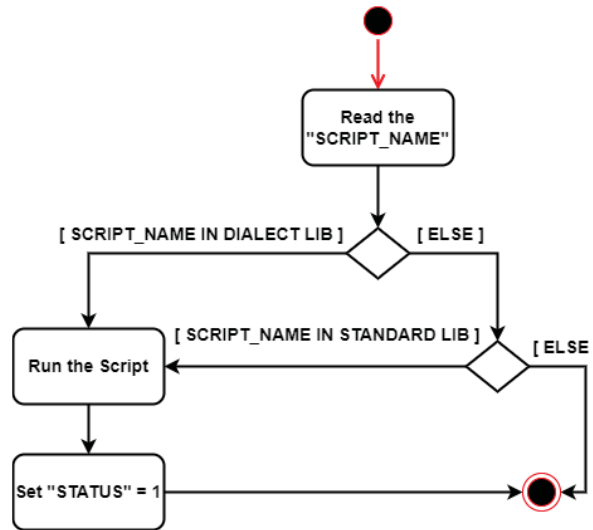 Read the
"SCRIPT_NAME"
[ SCRIPT_NAME IN DIALECT LIB ]
[ ELSE ]
[ SCRIPT_NAME IN STANDARD LIB ]
[ ELSE
Run the Script
Set "STATUS" = 1